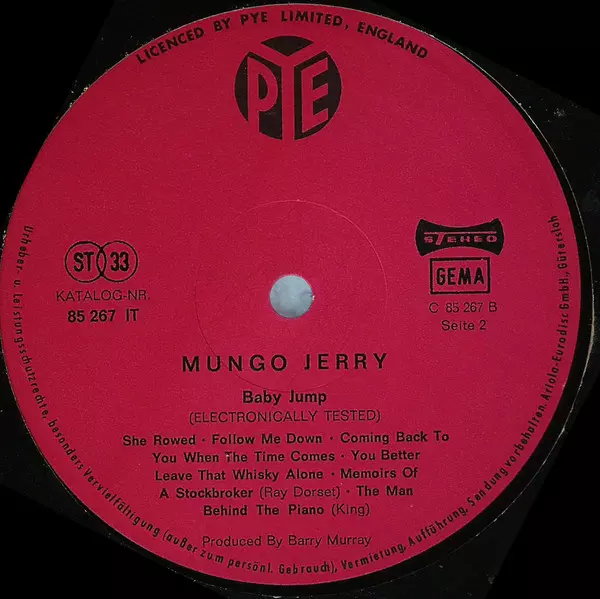 LICENCED BY PYE LIMITED, ENGLAND
PYE
ST 33
KATALOG-NR.
85 267 IT
STEREO
GEMA
C 85 267 B
Seite 2
MUNGO JERRY
Baby Jump
(ELECTRONICALLY TESTED)
She Rowed · Follow Me Down · Coming Back To
You When The Time Comes · You Better
Leave That Whisky Alone · Memoirs Of
A Stockbroker (Ray Dorset) · The Man
Behind The Piano (King)
Produced By Barry Murray
Urheber- u. Leistungsschutzrechte, besonders Vervielfältigung (außer zum persönl. Gebrauch), Vermietung, Aufführung, Sendung vorbehalten. Ariola-Eurodisc GmbH., Gütersloh